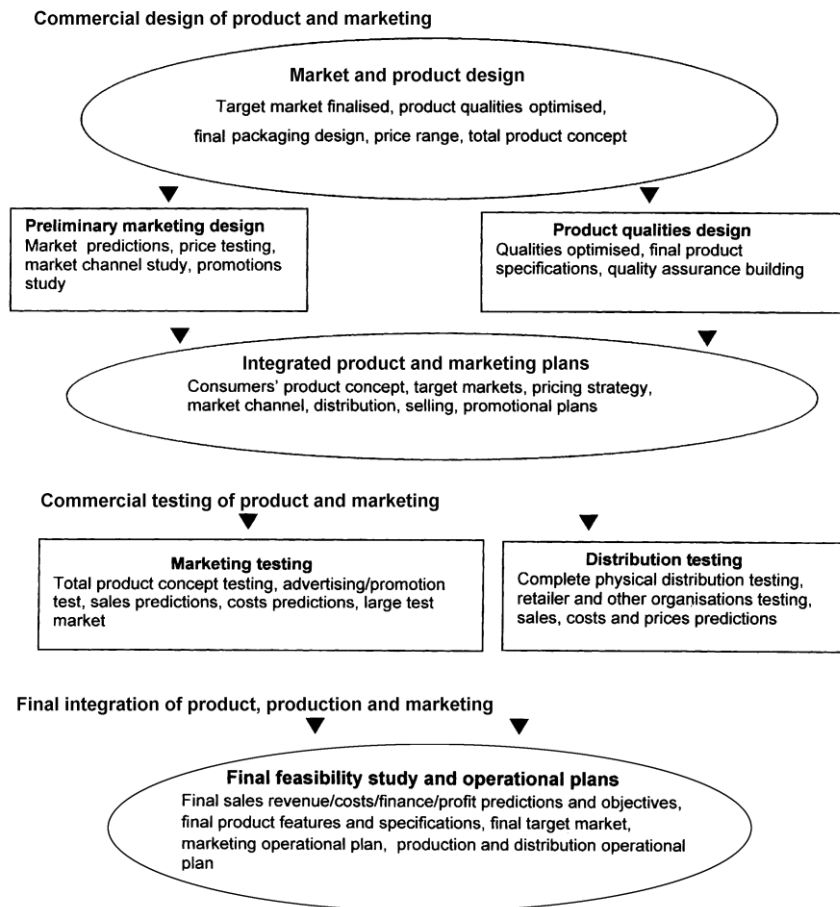 Commercial design of product and marketing
Market and product design
Target market finalised, product qualities optimised,
final packaging design, price range, total product concept
Preliminary marketing design
Market predictions, price testing,
market channel study, promotions
study
Product qualities design
Qualities optimised, final product
specifications, quality assurance building
Integrated product and marketing plans
Consumers' product concept, target markets, pricing strategy,
market channel, distribution, selling, promotional plans
Commercial testing of product and marketing
Marketing testing
Total product concept testing, advertising/promotion
test, sales predictions, costs predictions, large test
market
Distribution testing
Complete physical distribution testing,
retailer and other organisations testing,
sales, costs and prices predictions
Final integration of product, production and marketing
Final feasibility study and operational plans
Final sales revenue/costs/finance/profit predictions and objectives,
final product features and specifications, final target market,
marketing operational plan, production and distribution operational
plan